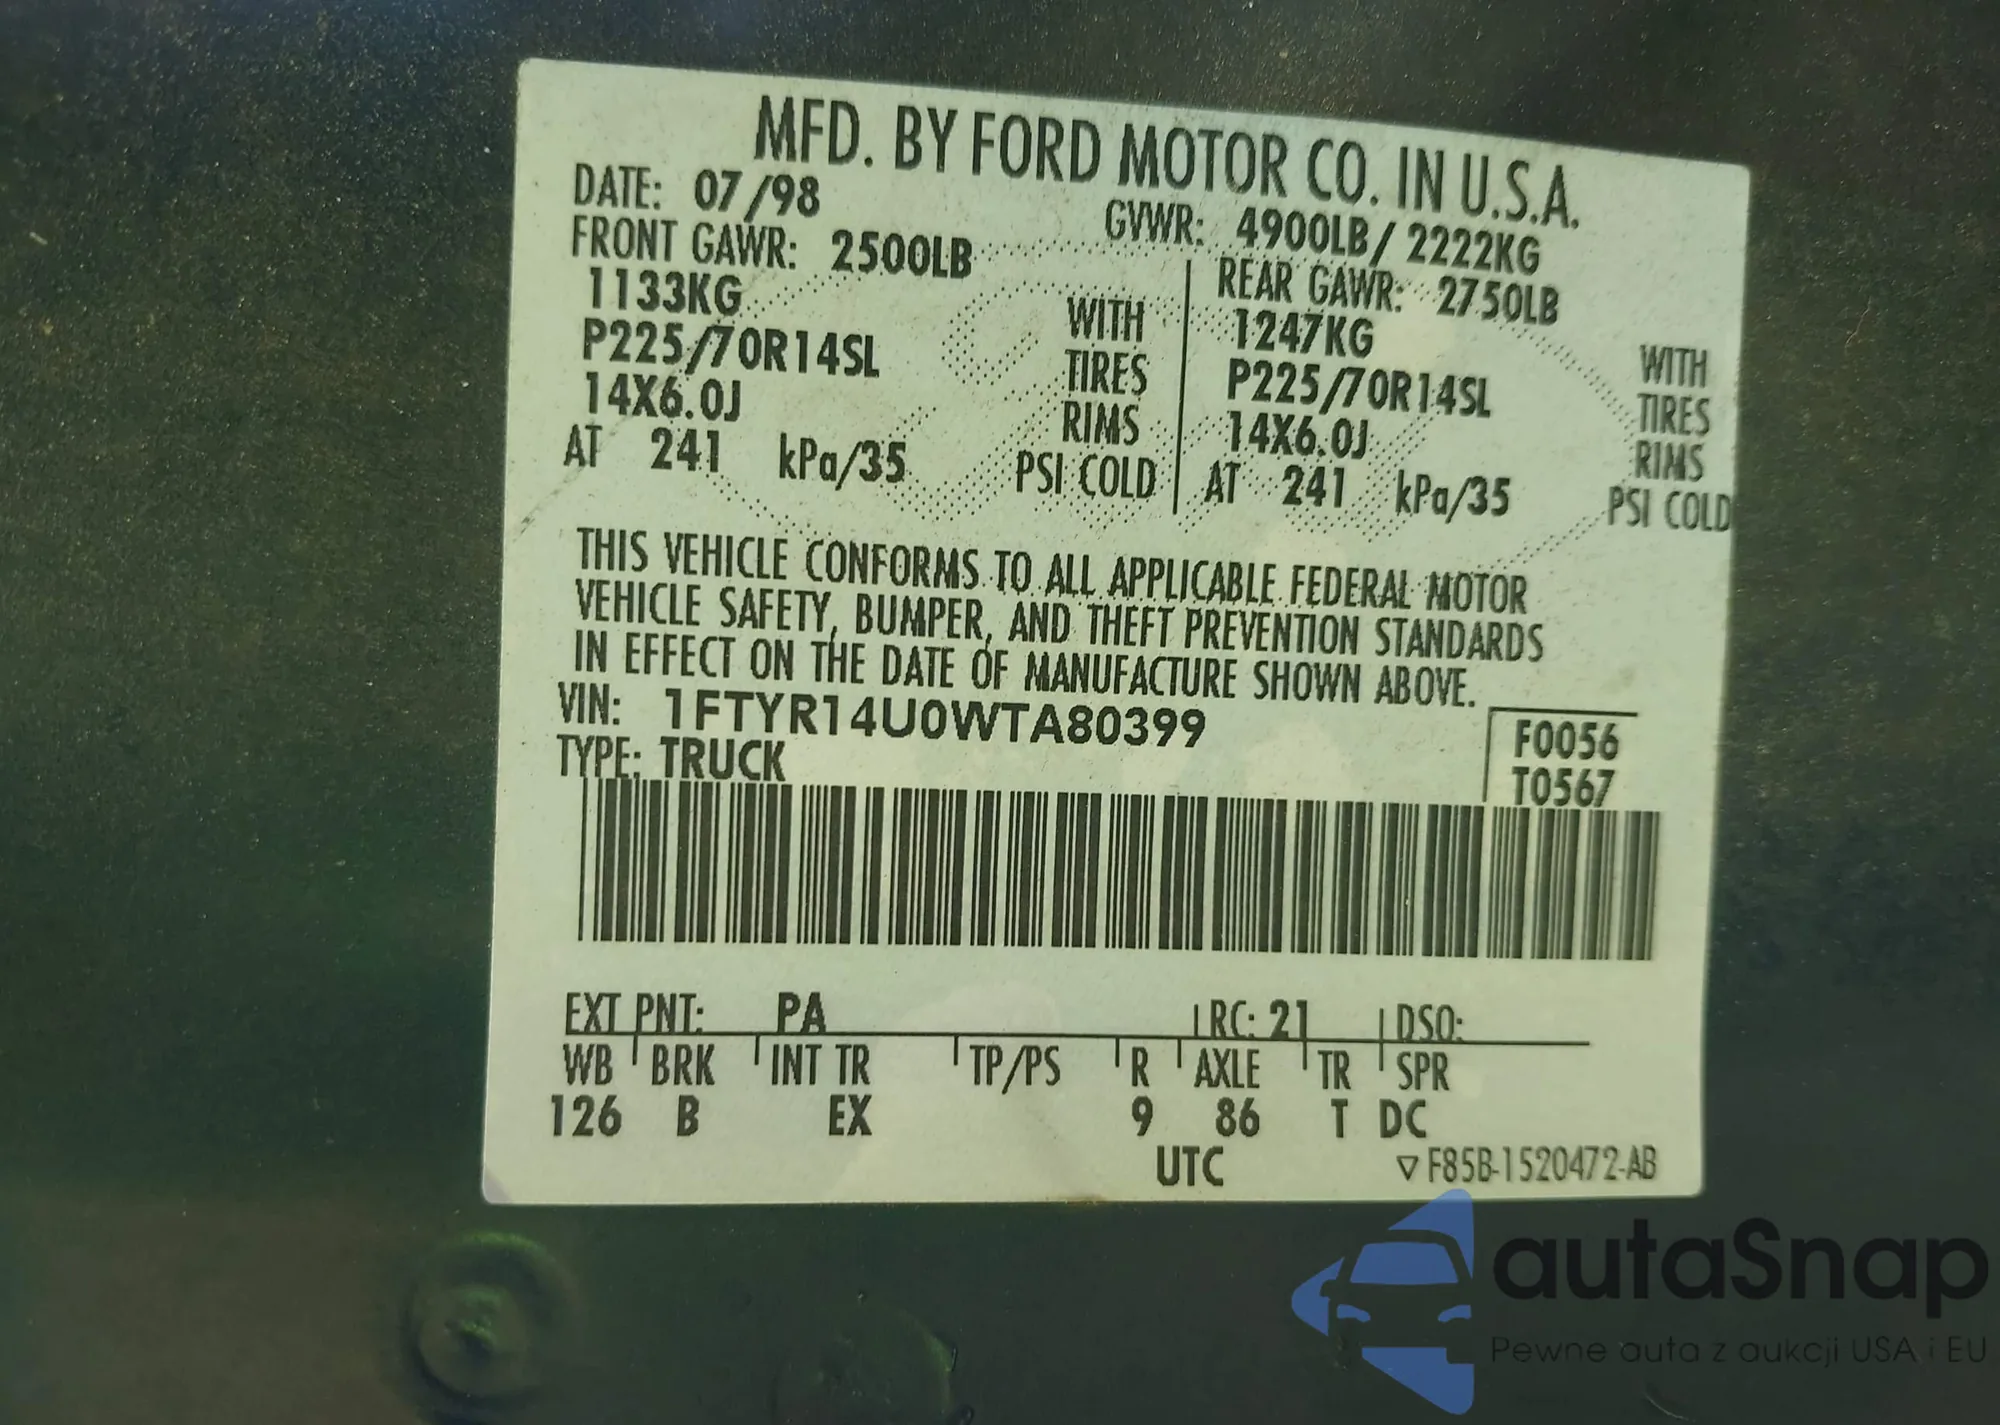 MFD. BY FORD MOTOR CO. IN U.S.A.
DATE: 07/98
GVWR: 4900LB/ 2222KG
FRONT GAWR: 2500LB
1133KG
WITH
P225/70R14SL
TIRES
14X6.0J
RIMS
AT 241 kPa/35 PSI COLD
REAR GAWR: 2750LB
1247KG
WITH
P225/70R14SL
TIRES
14X6.0J
RIMS
AT 241 kPa/35 PSI COLD
THIS VEHICLE CONFORMS TO ALL APPLICABLE FEDERAL MOTOR
VEHICLE SAFETY, BUMPER, AND THEFT PREVENTION STANDARDS
IN EFFECT ON THE DATE OF MANUFACTURE SHOWN ABOVE.
VIN: 1FTYR14U0WTA80399
TYPE: TRUCK
F0056
T0567
EXT PNT: PA RC: 21 DSO:
WB BRK INT TR TP/PS R AXLE TR SPR
126 B EX 9 86 T DC
UTC
▽ F85B-1520472-AB
autaSnap
Pewne auta z aukcji USA i EU